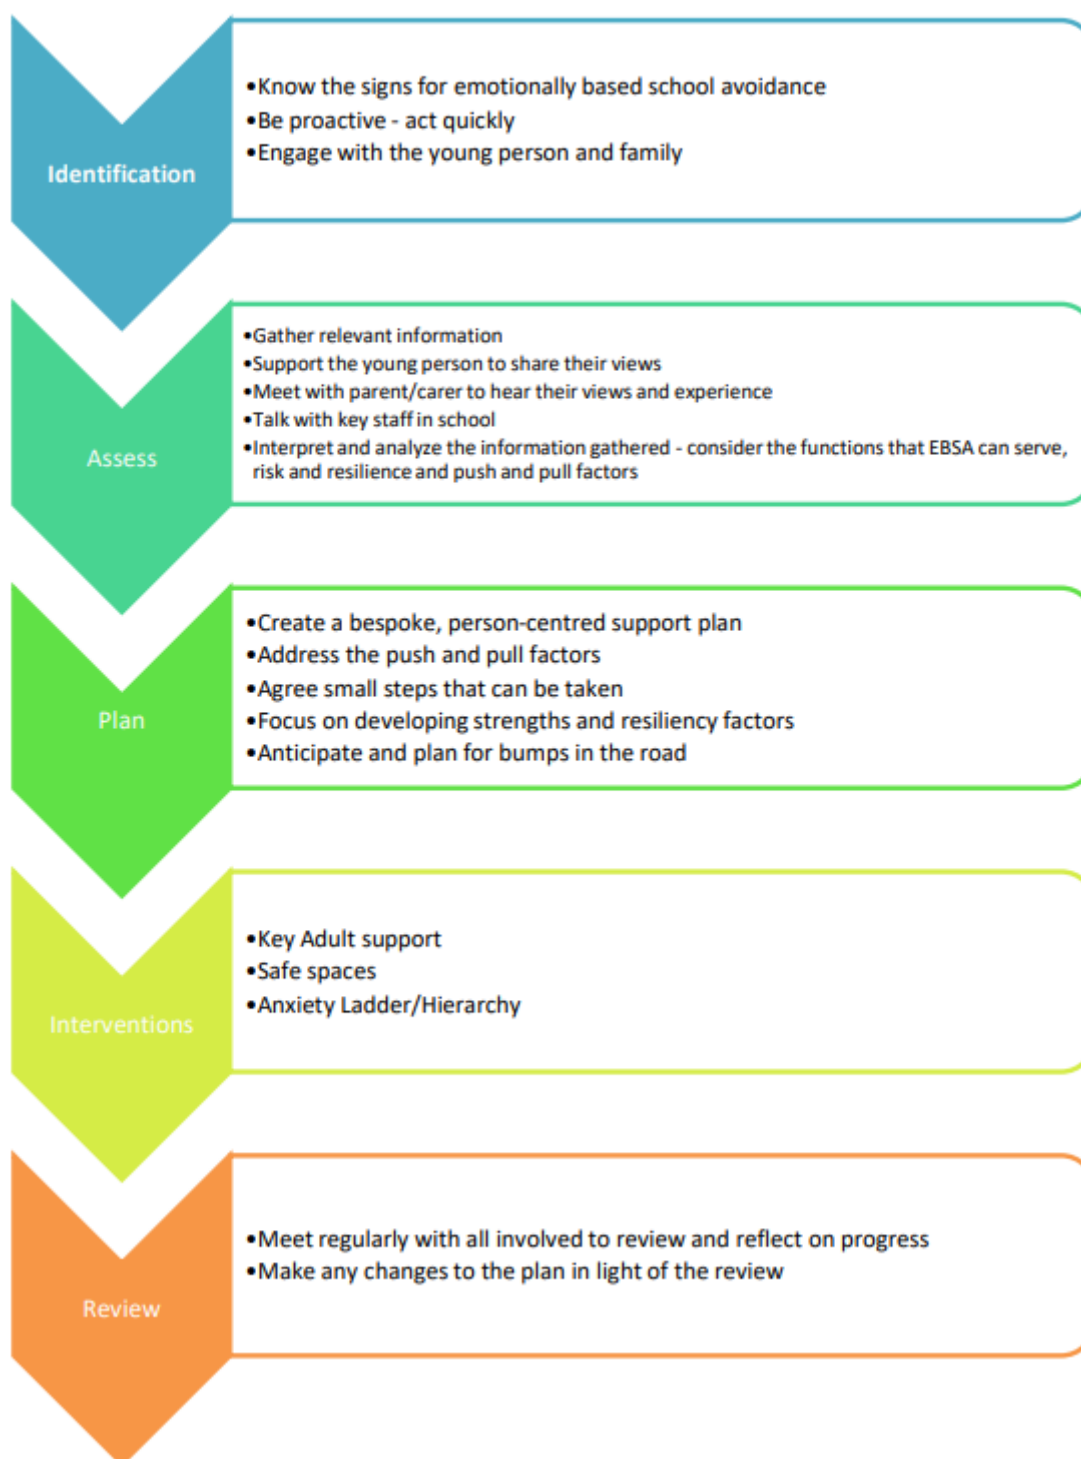 Identification
•Know the signs for emotionally based school avoidance
•Be proactive - act quickly
•Engage with the young person and family
Assess
•Gather relevant information
•Support the young person to share their views
•Meet with parent/carer to hear their views and experience
•Talk with key staff in school
•Interpret and analyze the information gathered - consider the functions that EBSA can serve,
risk and resilience and push and pull factors
Plan
•Create a bespoke, person-centred support plan
•Address the push and pull factors
•Agree small steps that can be taken
•Focus on developing strengths and resiliency factors
•Anticipate and plan for bumps in the road
Interventions
•Key Adult support
•Safe spaces
•Anxiety Ladder/Hierarchy
Review
•Meet regularly with all involved to review and reflect on progress
•Make any changes to the plan in light of the review